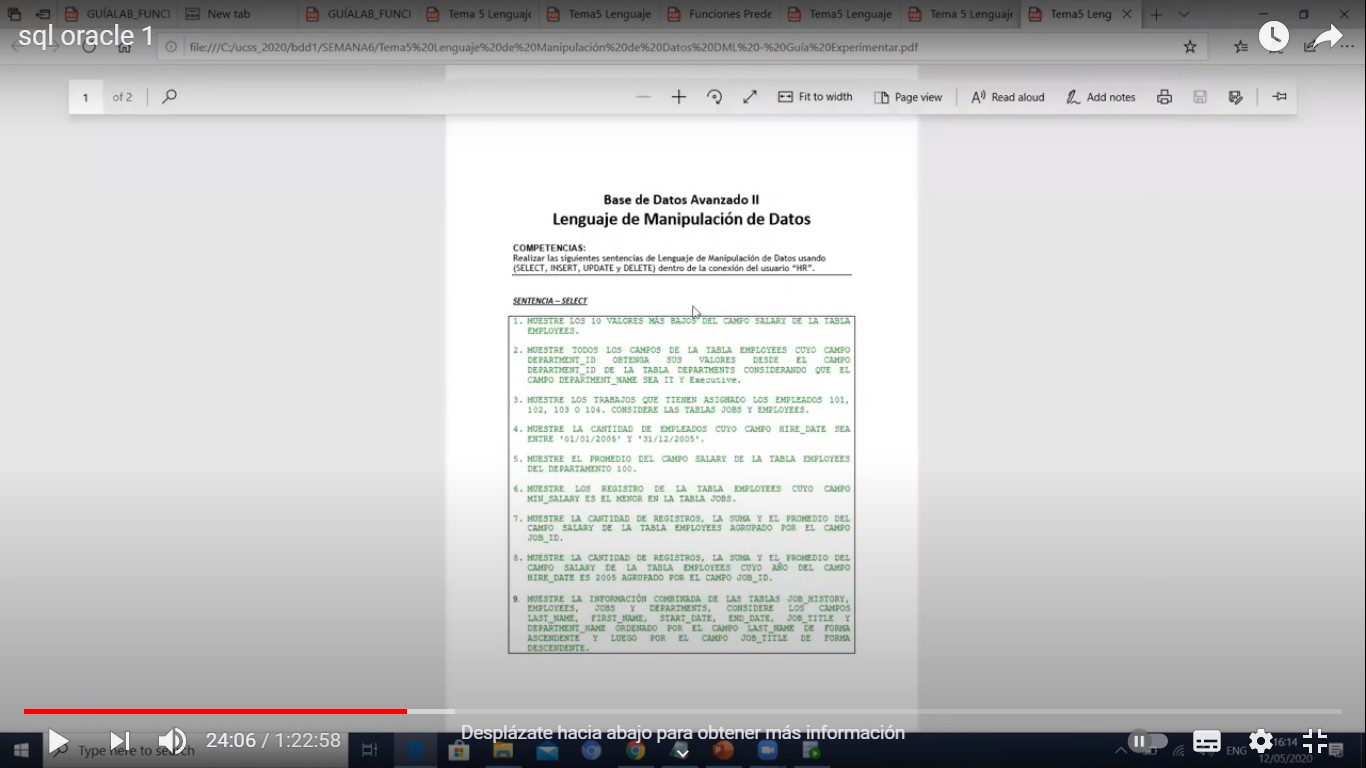 GUÍALAB_FUNCI
New tab
GUÍALAB_FUNCI
Tema 5 Lenguaje
Tema5 Lenguaje
Funciones Prede
Tema5 Lenguaje
Tema 5 Lenguaje
Tema5 Leng
sql oracle 1
file:///C:/ucss_2020/bdd1/SEMANA6/Tema5%20Lenguaje%20de%20Manipulación%20de%20Datos%20DML%20-%20Guía%20Experimentar.pdf
1 of 2
Fit to width
Page view
Read aloud
Add notes
Base de Datos Avanzado II
Lenguaje de Manipulación de Datos
COMPETENCIAS:
Realizar las siguientes sentencias de Lenguaje de Manipulación de Datos usando
(SELECT, INSERT, UPDATE y DELETE) dentro de la conexión del usuario “HR”.
SENTENCIA – SELECT
1. MUESTRE LOS 10 VALORES MÁS BAJOS DEL CAMPO SALARY DE LA TABLA
EMPLOYEES.
2. MUESTRE TODOS LOS CAMPOS DE LA TABLA EMPLOYEES CUYO CAMPO
DEPARTMENT_ID OBTENGA SUS VALORES DESDE EL CAMPO
DEPARTMENT_ID DE LA TABLA DEPARTMENTS CONSIDERANDO QUE EL
CAMPO DEPARTMENT_NAME SEA IT Y Executive.
3. MUESTRE LOS TRABAJOS QUE TIENEN ASIGNADO LOS EMPLEADOS 101,
102, 103 O 104. CONSIDERE LAS TABLAS JOBS Y EMPLOYEES.
4. MUESTRE LA CANTIDAD DE EMPLEADOS CUYO CAMPO HIRE_DATE SEA
ENTRE '01/01/2005' Y '31/12/2005'.
5. MUESTRE EL PROMEDIO DEL CAMPO SALARY DE LA TABLA EMPLOYEES
DEL DEPARTAMENTO 100.
6. MUESTRE LOS REGISTRO DE LA TABLA EMPLOYEES CUYO CAMPO
MIN_SALARY ES EL MENOR EN LA TABLA JOBS.
7. MUESTRE LA CANTIDAD DE REGISTROS, LA SUMA Y EL PROMEDIO DEL
CAMPO SALARY DE LA TABLA EMPLOYEES AGRUPADO POR EL CAMPO
JOB_ID.
8. MUESTRE LA CANTIDAD DE REGISTROS, LA SUMA Y EL PROMEDIO DEL
CAMPO SALARY DE LA TABLA EMPLOYEES CUYO AÑO DEL CAMPO
HIRE_DATE ES 2005 AGRUPADO POR EL CAMPO JOB_ID.
9. MUESTRE LA INFORMACIÓN COMBINADA DE LAS TABLAS JOB_HISTORY,
EMPLOYEES, JOBS Y DEPARTMENTS, CONSIDERE LOS CAMPOS
LAST_NAME, FIRST_NAME, START_DATE, END_DATE, JOB_TITLE Y
DEPARTMENT_NAME ORDENADO POR EL CAMPO LAST_NAME DE FORMA
ASCENDENTE Y LUEGO POR EL CAMPO JOB_TITLE DE FORMA
DESCENDENTE.
Desplázate hacia abajo para obtener más información
Type here to search
24:06 / 1:22:58
ENG
16:14
12/05/2020